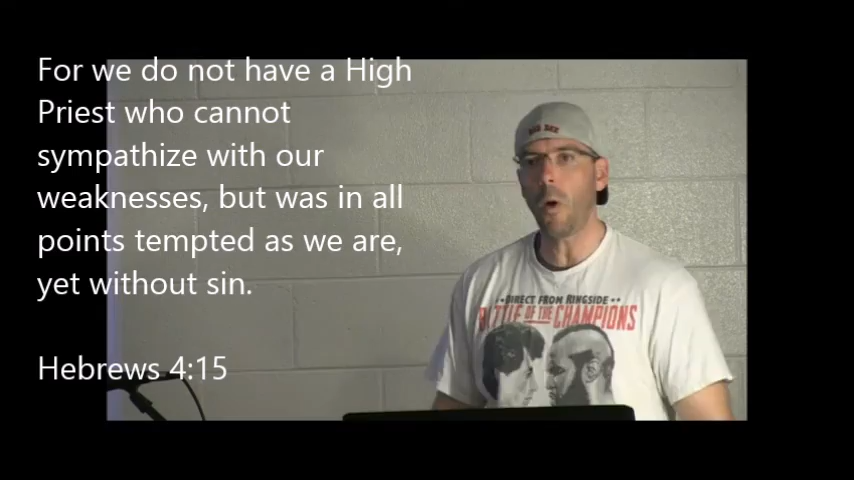 For we do not have a High
Priest who cannot
sympathize with our
weaknesses, but was in all
points tempted as we are,
yet without sin.
Hebrews 4:15
DIRECT FROM RINGSIDE
BATTLE OF THE CHAMPIONS